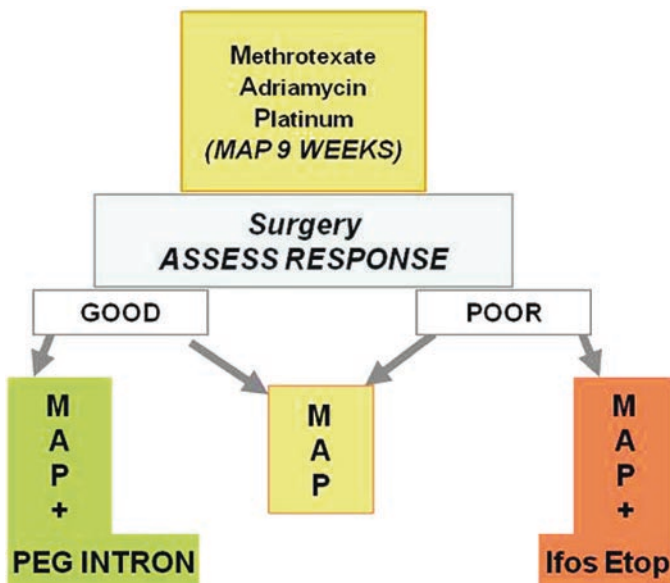 Methrotexate
Adriamycin
Platinum
(MAP 9 WEEKS)
Surgery
ASSESS RESPONSE
GOOD
POOR
M
A
P
+
PEG INTRON
M
A
P
M
A
P
+
Ifos Etop